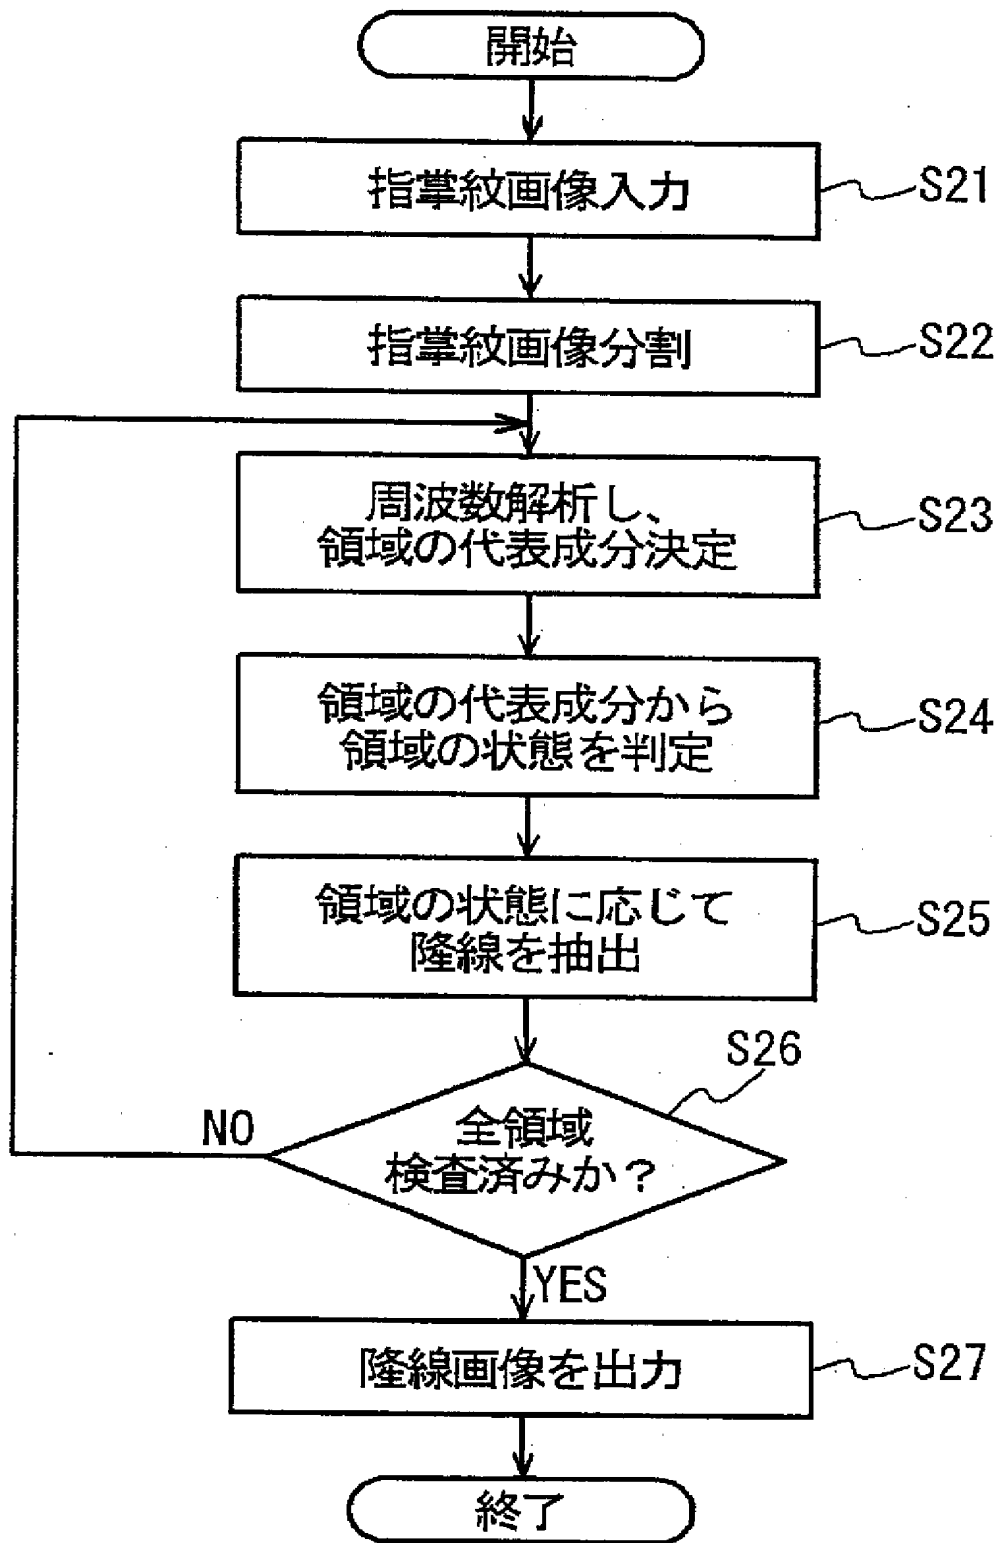 開始
指掌紋画像入力
S21
指掌紋画像分割
S22
周波数解析し、
領域の代表成分決定
S23
領域の代表成分から
領域の状態を判定
S24
領域の状態に応じて
隆線を抽出
S25
S26
全領域
検査済みか？
NO
YES
隆線画像を出力
S27
終了